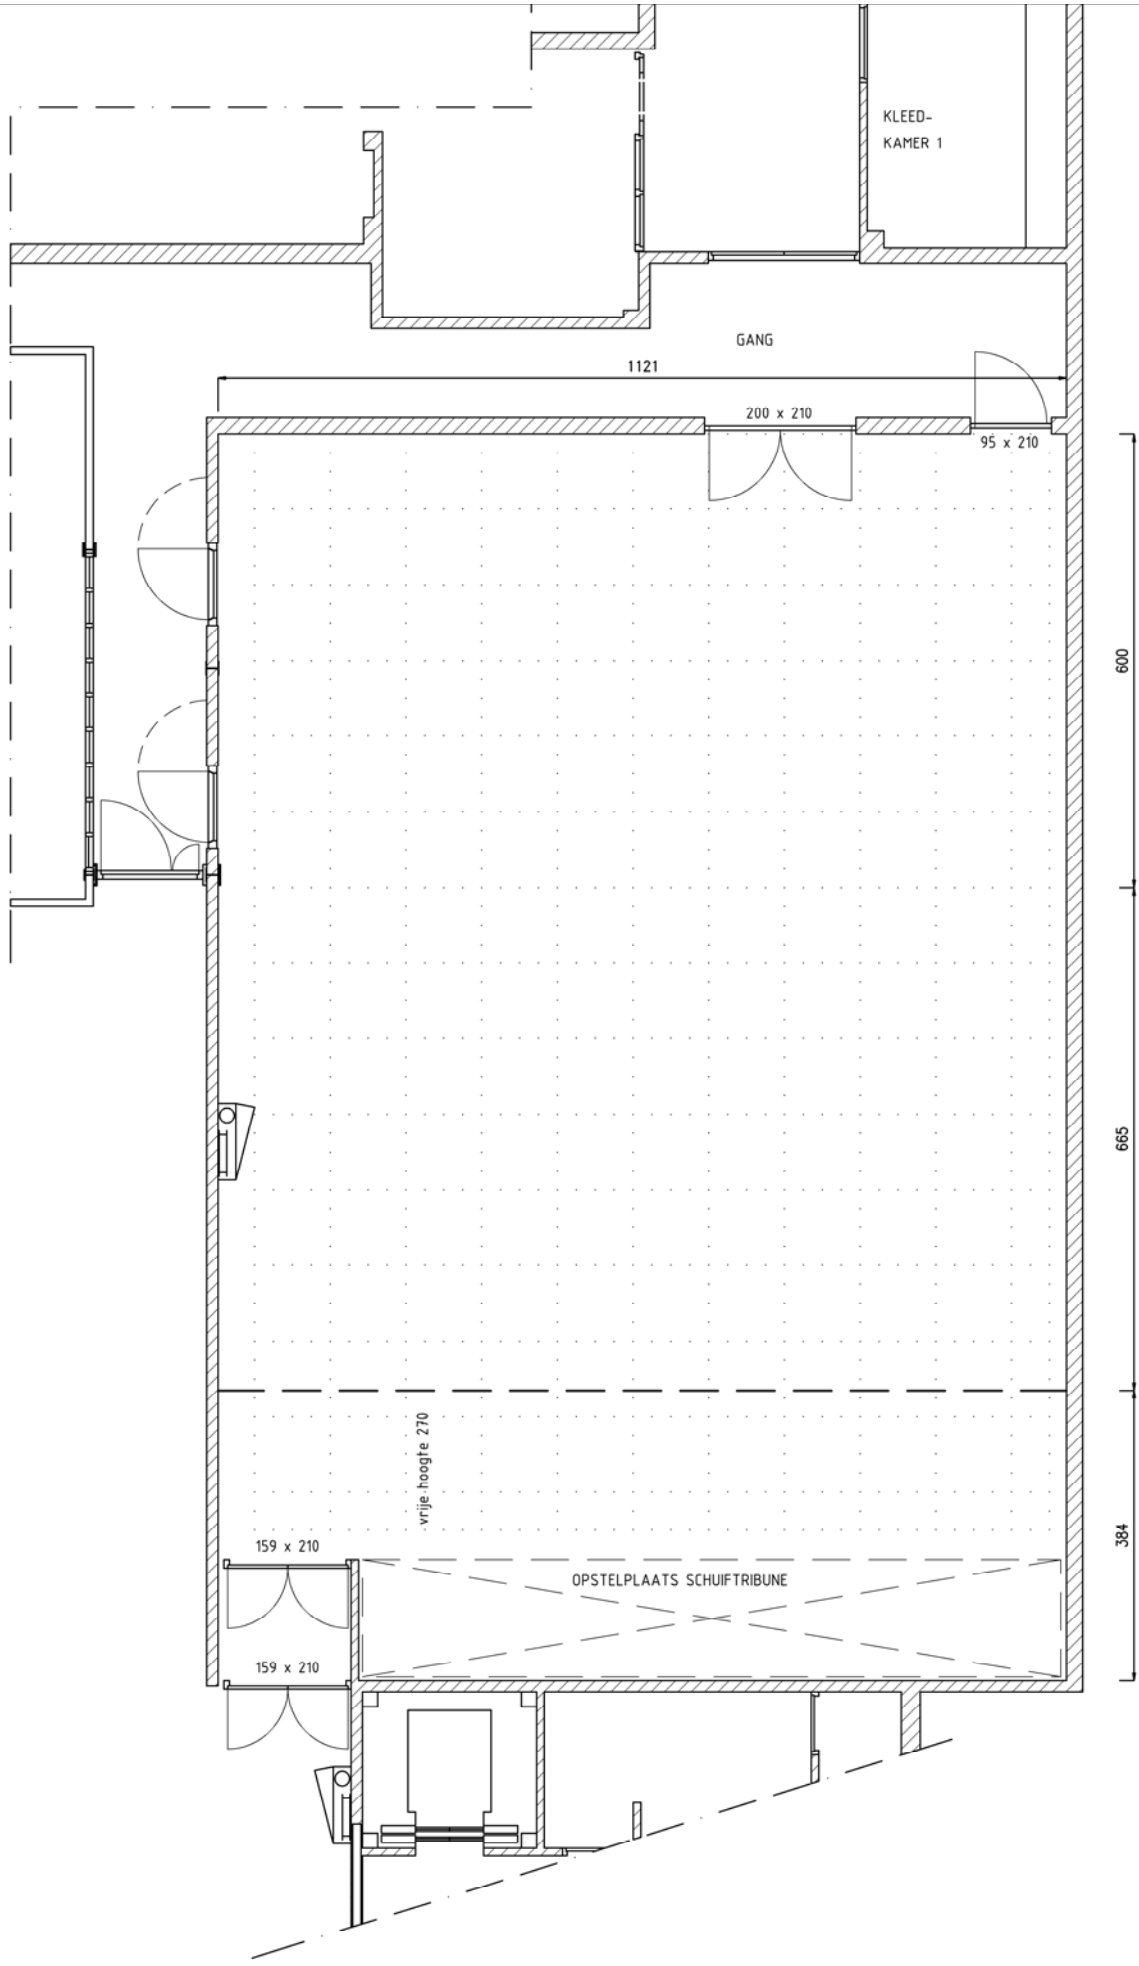 KLEED-
KAMER 1
GANG
1121
200 x 210
95 x 210
600
665
vrije hoogte 270
384
159 x 210
OPSTELPLAATS SCHUIFTRIBUNE
159 x 210